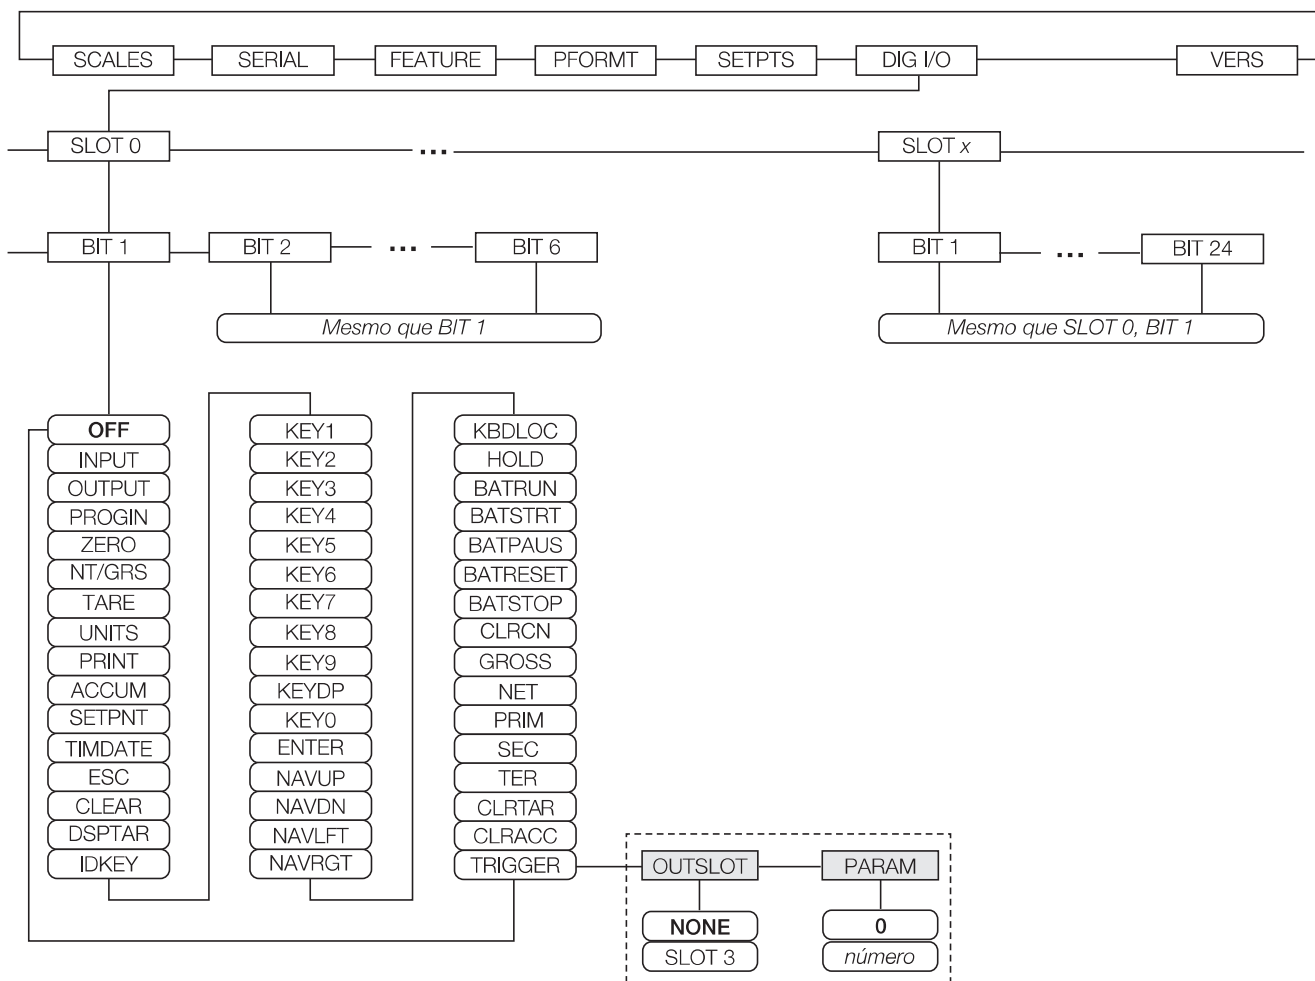 SCALES SERIAL FEATURE PFORMT SETPTS DIG I/O VERS
SLOT 0 ... SLOT x
BIT 1 BIT 2 ... BIT 6 BIT 1 ... BIT 24
Mesmo que BIT 1 Mesmo que SLOT 0, BIT 1
OFF
INPUT
OUTPUT
PROGIN
ZERO
NT/GRS
TARE
UNITS
PRINT
ACCUM
SETPNT
TIMDATE
ESC
CLEAR
DSPTAR
IDKEY
KEY1
KEY2
KEY3
KEY4
KEY5
KEY6
KEY7
KEY8
KEY9
KEYDP
KEY0
ENTER
NAVUP
NAVDN
NAVLFT
NAVRGT
KBDLOC
HOLD
BATRUN
BATSTRT
BATPAUS
BATRESET
BATSTOP
CLRCN
GROSS
NET
PRIM
SEC
TER
CLRTAR
CLRACC
TRIGGER
OUTSLOT PARAM
NONE 0
SLOT 3 número